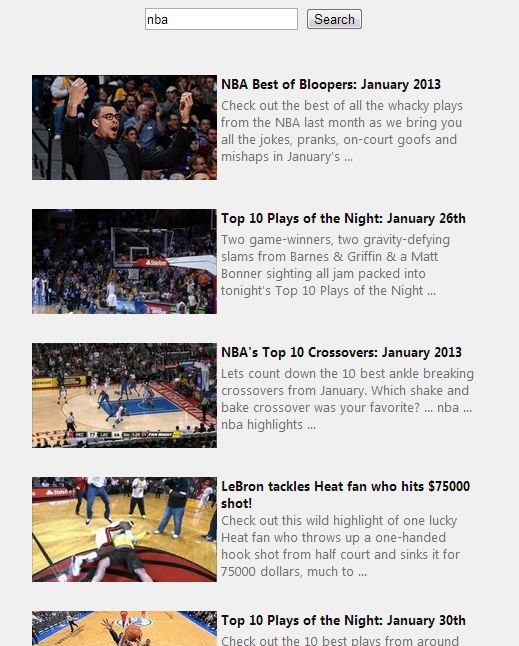 nba
Search
NBA Best of Bloopers: January 2013
Check out the best of all the whacky plays
from the NBA last month as we bring you
all the jokes, pranks, on-court goofs and
mishaps in January's ...
Top 10 Plays of the Night: January 26th
Two game-winners, two gravity-defying
slams from Barnes & Griffin & a Matt
Bonner sighting all jam packed into
tonight's Top 10 Plays of the Night ...
NBA's Top 10 Crossovers: January 2013
Lets count down the 10 best ankle breaking
crossovers from January. Which shake and
bake crossover was your favorite? ... nba ...
nba highlights ...
LeBron tackles Heat fan who hits $75000
shot!
Check out this wild highlight of one lucky
Heat fan who throws up a one-handed
hook shot from half court and sinks it for
75000 dollars, much to ...
Top 10 Plays of the Night: January 30th
Check out the 10 best plays from around